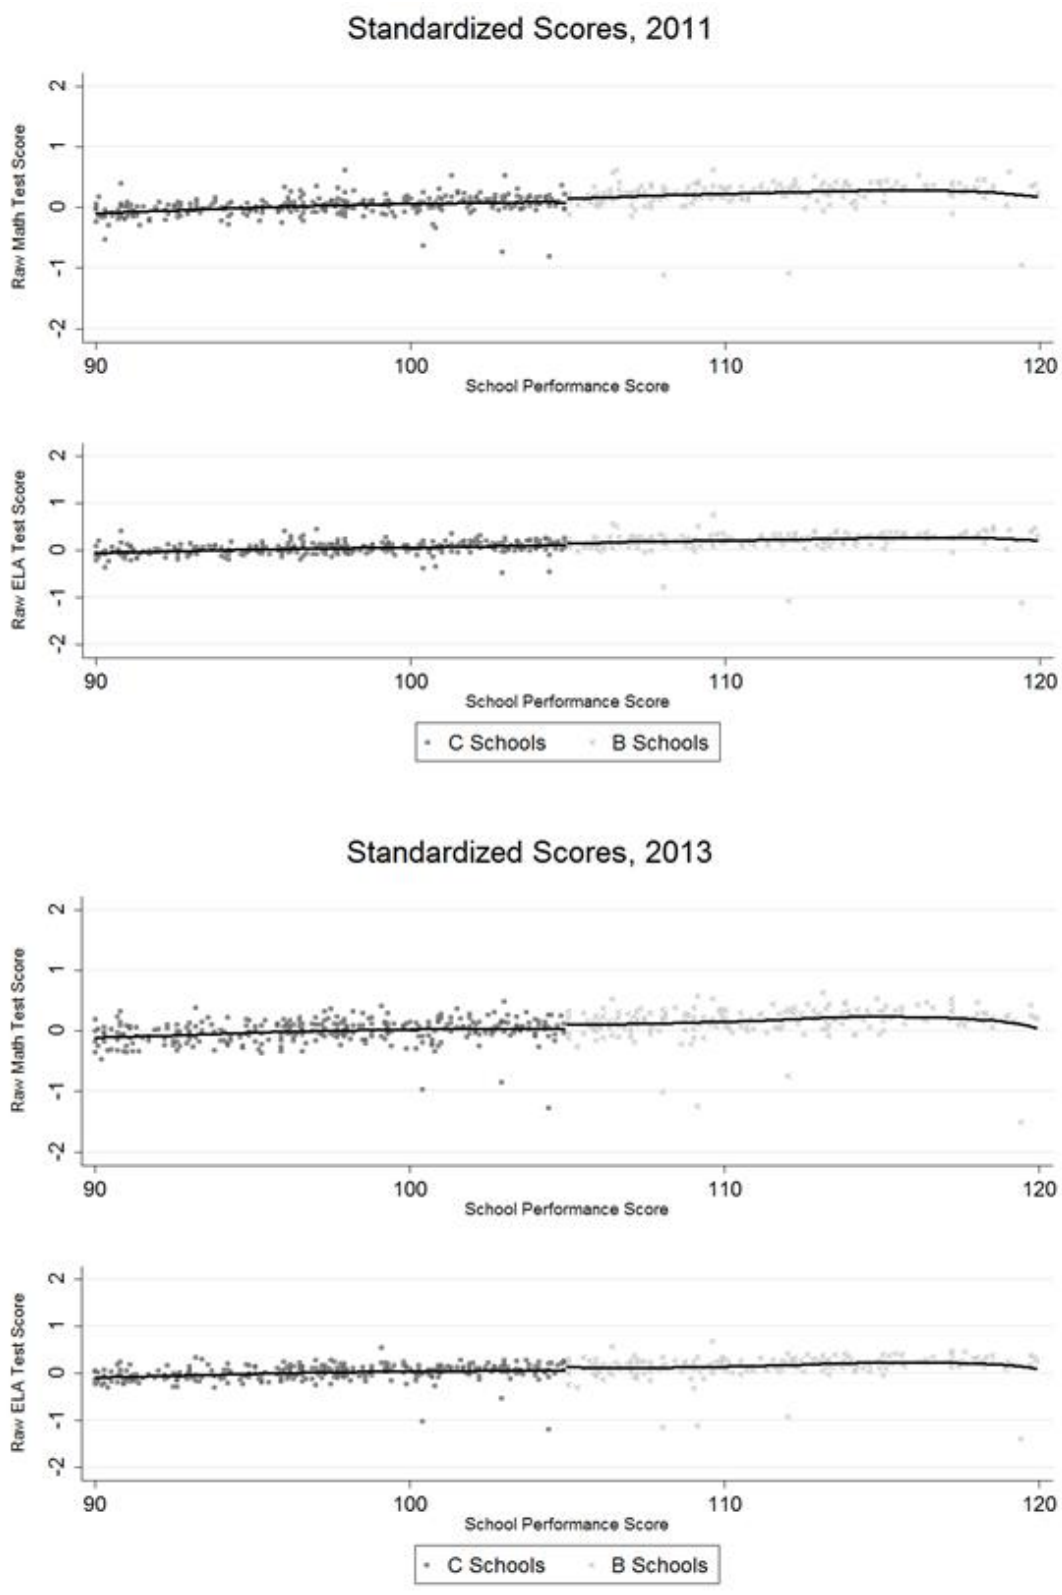 Standardized Scores, 2011
Raw Math Test Score
2
1
0
-1
-2
90 100 110 120
School Performance Score
Raw ELA Test Score
2
1
0
-1
-2
90 100 110 120
School Performance Score
C Schools B Schools
Standardized Scores, 2013
Raw Math Test Score
2
1
0
-1
-2
90 100 110 120
School Performance Score
Raw ELA Test Score
2
1
0
-1
-2
90 100 110 120
School Performance Score
C Schools B Schools